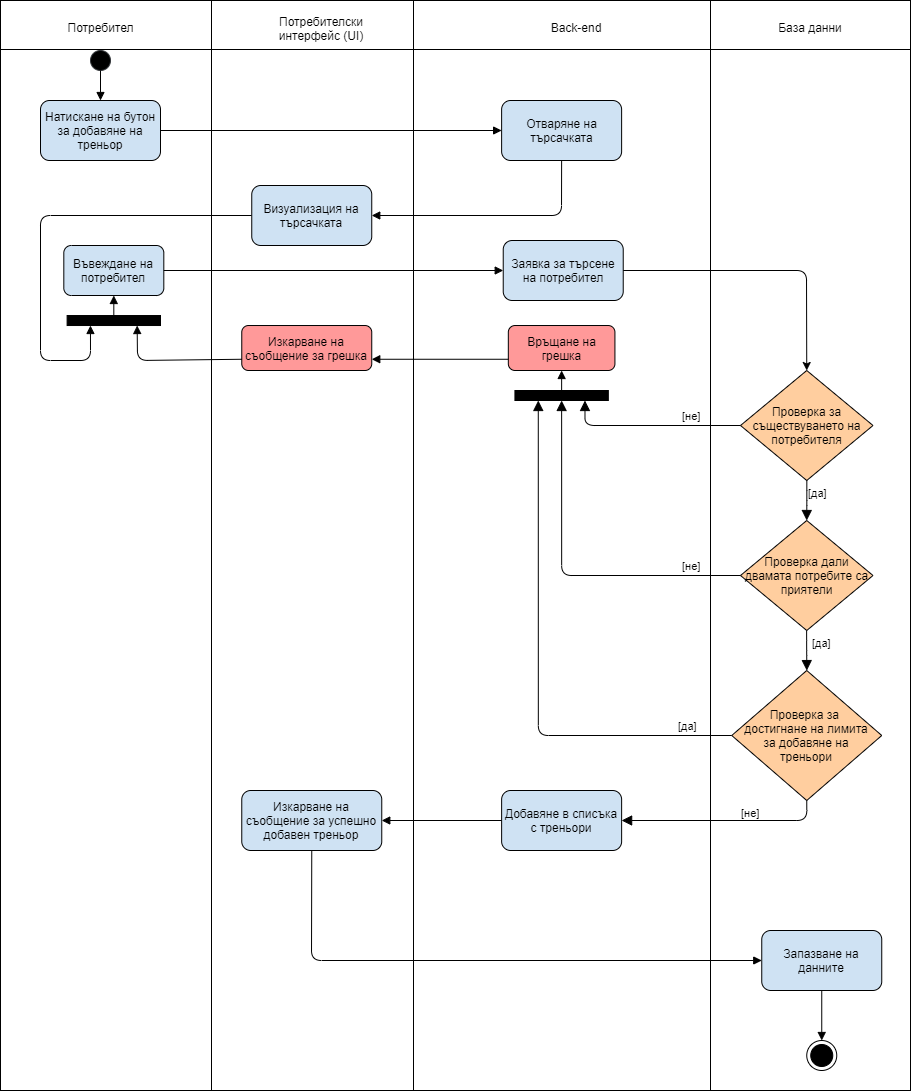 Потребител
Потребителски
интерфейс (UI)
Back-end
База данни
Натискане на бутон
за добавяне на
треньор
Отваряне на
търсачката
Визуализация на
търсачката
Въвеждане на
потребител
Заявка за търсене
на потребител
Изкарване на
съобщение за грешка
Връщане на
грешка
Проверка за
съществуването на
потребителя
[не]
[да]
Проверка дали
двамата потребите са
приятели
[не]
[да]
Проверка за
достигане на лимита
за добавяне на
треньори
[да]
[не]
Изкарване на
съобщение за успешно
добавен треньор
Добавяне в списъка
с треньори
Запазване на
данните